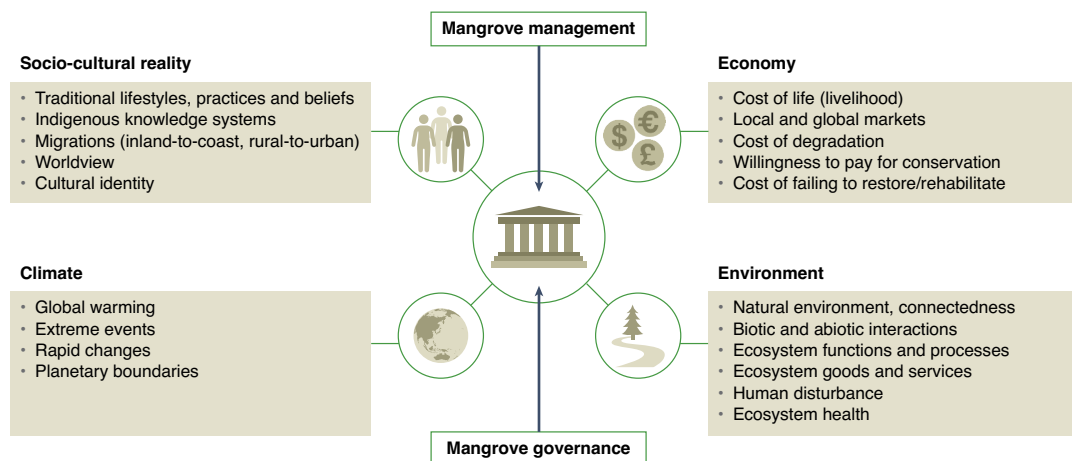 Mangrove management
Socio-cultural reality
• Traditional lifestyles, practices and beliefs
• Indigenous knowledge systems
• Migrations (inland-to-coast, rural-to-urban)
• Worldview
• Cultural identity
Economy
• Cost of life (livelihood)
• Local and global markets
• Cost of degradation
• Willingness to pay for conservation
• Cost of failing to restore/rehabilitate
$
€
£
Climate
• Global warming
• Extreme events
• Rapid changes
• Planetary boundaries
Environment
• Natural environment, connectedness
• Biotic and abiotic interactions
• Ecosystem functions and processes
• Ecosystem goods and services
• Human disturbance
• Ecosystem health
Mangrove governance